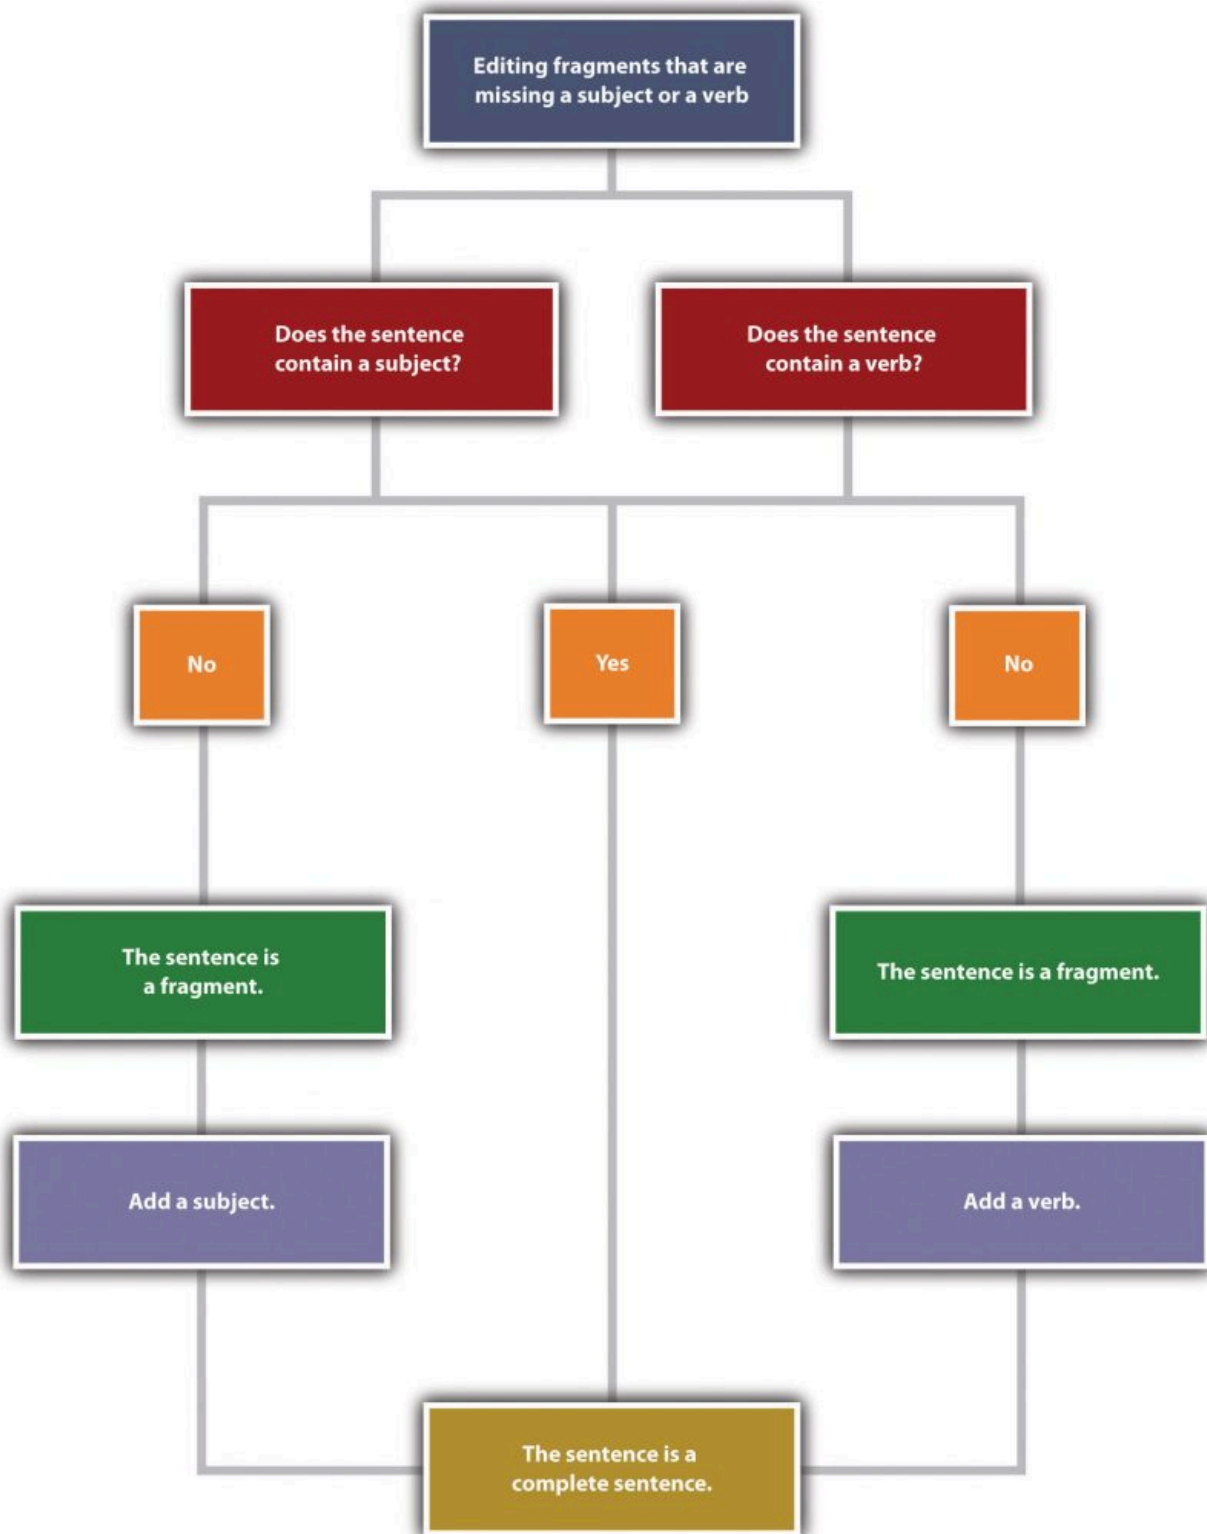 Editing fragments that are
missing a subject or a verb
Does the sentence
contain a subject?
Does the sentence
contain a verb?
No
Yes
No
The sentence is
a fragment.
The sentence is a fragment.
Add a subject.
Add a verb.
The sentence is a
complete sentence.